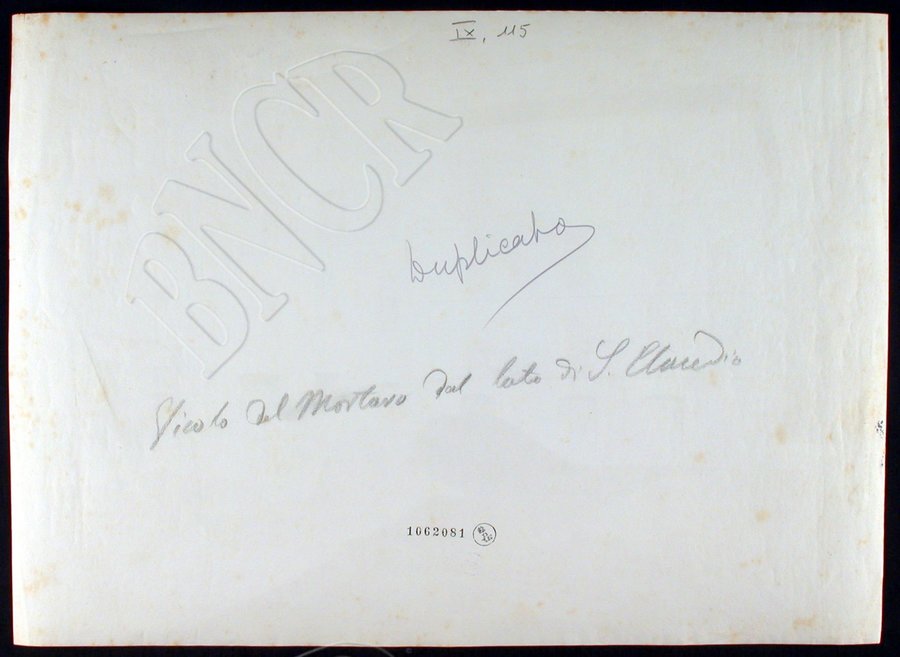 IX, 115
BNCR
Duplicato
Vicolo del Mortaro dal lato di S. Claudio
1062081